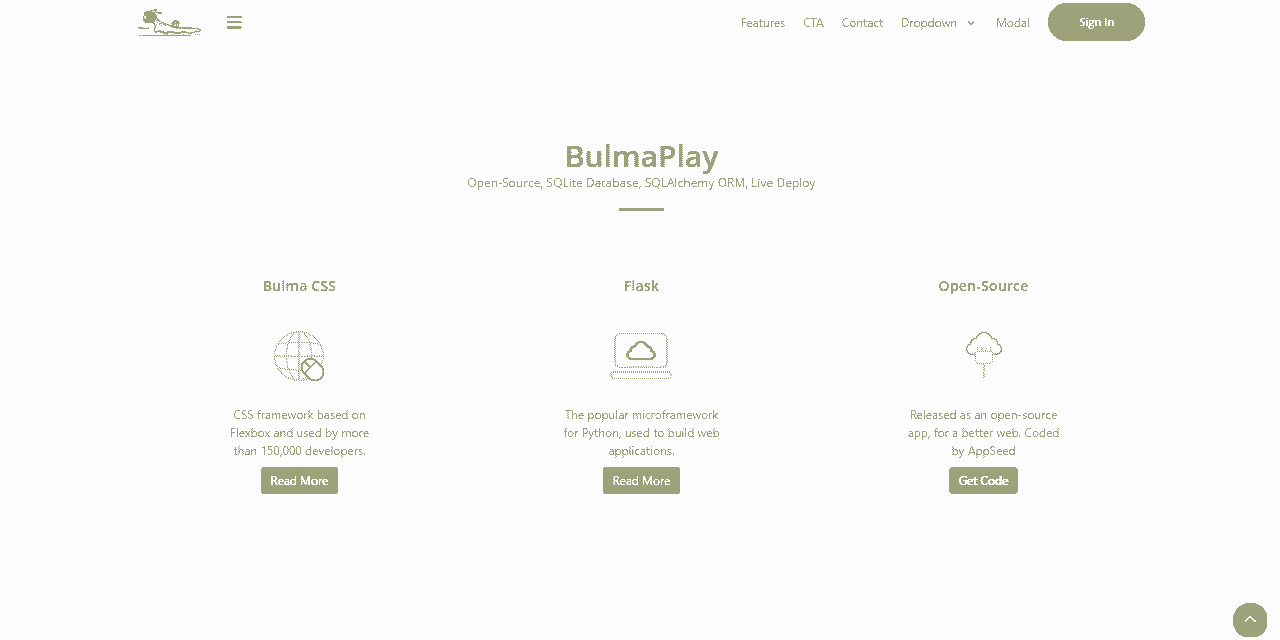 Features CTA Contact Dropdown Modal Sign In
BulmaPlay
Open-Source, SQLite Database, SQLAlchemy ORM, Live Deploy
Bulma CSS
CSS framework based on
Flexbox and used by more
than 150,000 developers.
Read More
Flask
The popular microframework
for Python, used to build web
applications.
Read More
Open-Source
Released as an open-source
app, for a better web. Coded
by AppSeed
Get Code